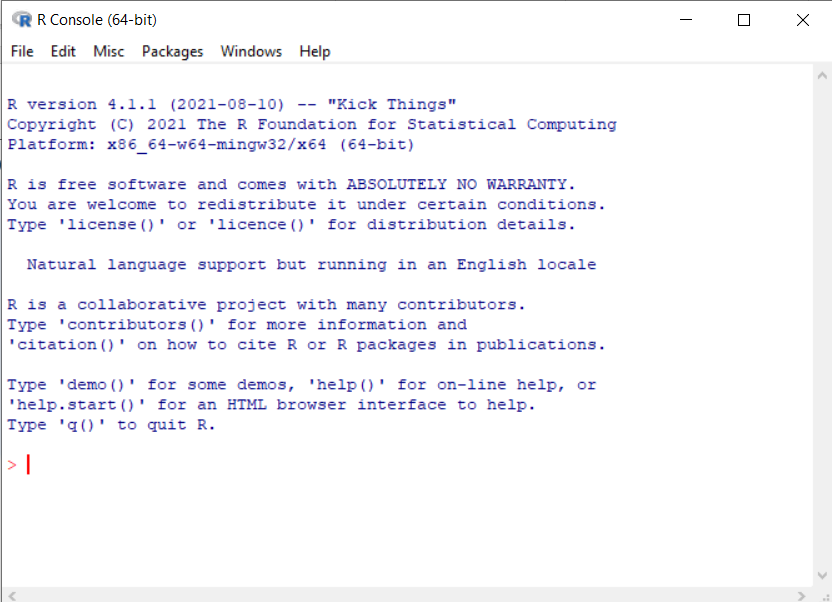 R Console (64-bit)
File Edit Misc Packages Windows Help
R version 4.1.1 (2021-08-10) -- "Kick Things"
Copyright (C) 2021 The R Foundation for Statistical Computing
Platform: x86_64-w64-mingw32/x64 (64-bit)
R is free software and comes with ABSOLUTELY NO WARRANTY.
You are welcome to redistribute it under certain conditions.
Type 'license()' or 'licence()' for distribution details.
Natural language support but running in an English locale
R is a collaborative project with many contributors.
Type 'contributors()' for more information and
'citation()' on how to cite R or R packages in publications.
Type 'demo()' for some demos, 'help()' for on-line help, or
'help.start()' for an HTML browser interface to help.
Type 'q()' to quit R.
>